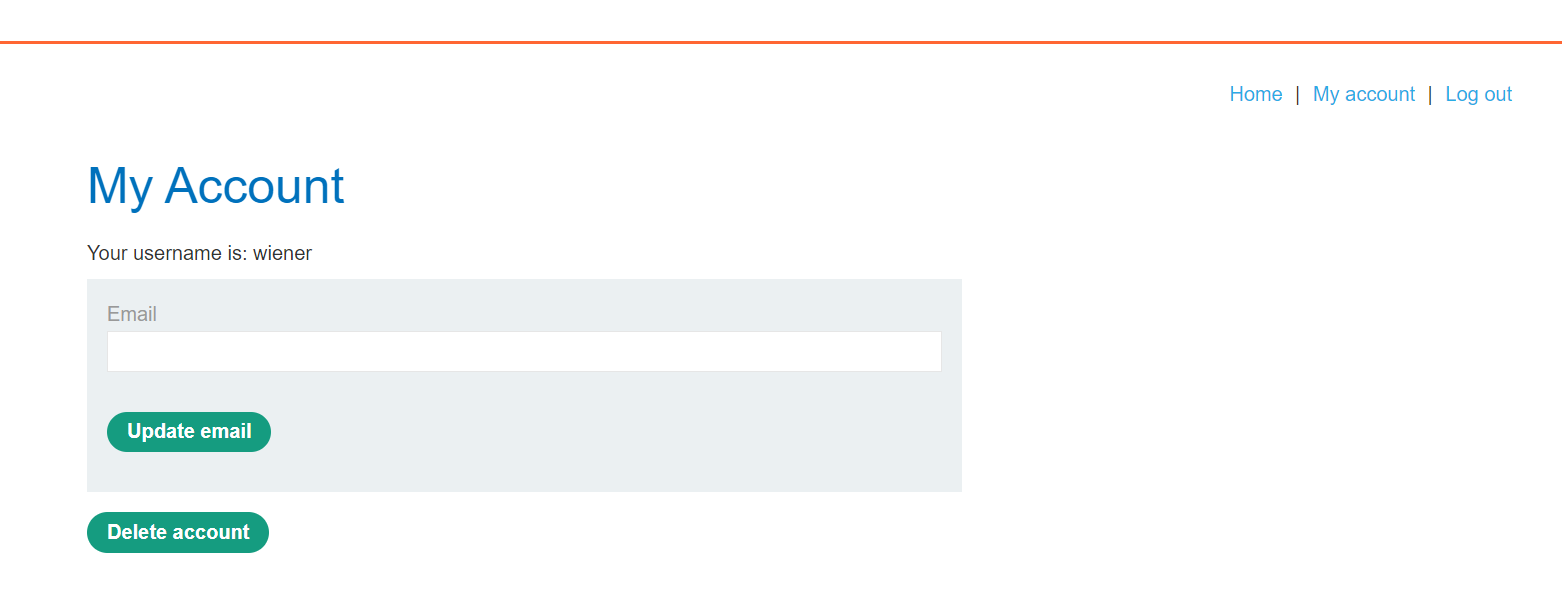 Home | My account | Log out
My Account
Your username is: wiener
Email
Update email
Delete account